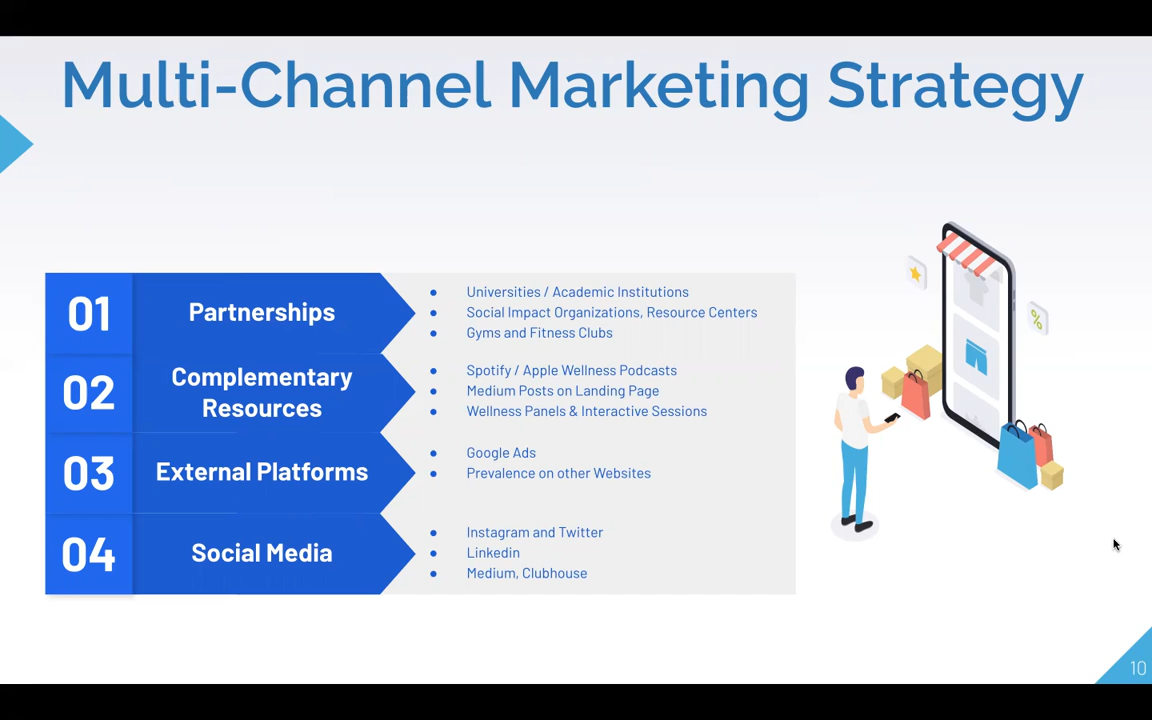 Multi-Channel Marketing Strategy
01
Partnerships
● Universities / Academic Institutions
● Social Impact Organizations, Resource Centers
● Gyms and Fitness Clubs
02
Complementary
Resources
● Spotify / Apple Wellness Podcasts
● Medium Posts on Landing Page
● Wellness Panels & Interactive Sessions
03
External Platforms
● Google Ads
● Prevalence on other Websites
04
Social Media
● Instagram and Twitter
● Linkedin
● Medium, Clubhouse
%
10